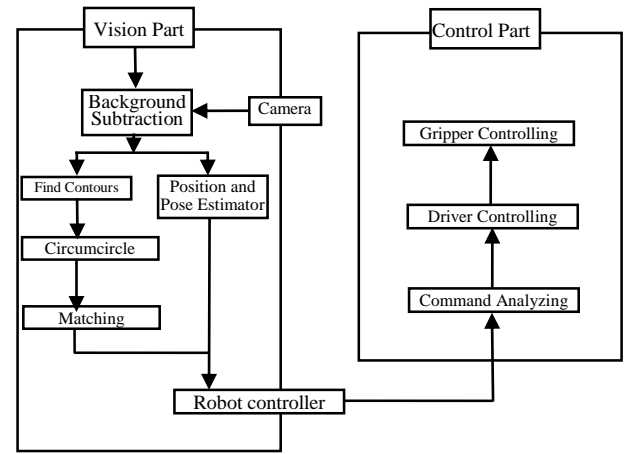 Vision Part
Background
Subtraction
Camera
Find Contours
Position and
Pose Estimator
Circumcircle
Matching
Robot controller
Control Part
Gripper Controlling
Driver Controlling
Command Analyzing